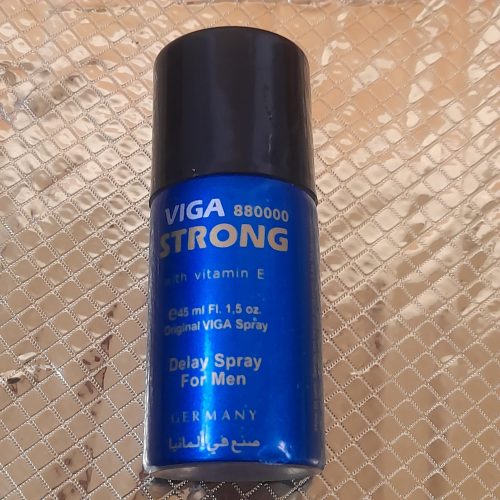 VIGA 880000
STRONG
with vitamin E
℮45 ml Fl. 1,5 oz.
Original VIGA Spray
Delay Spray
For Men
GERMANY
صنع في المانيا